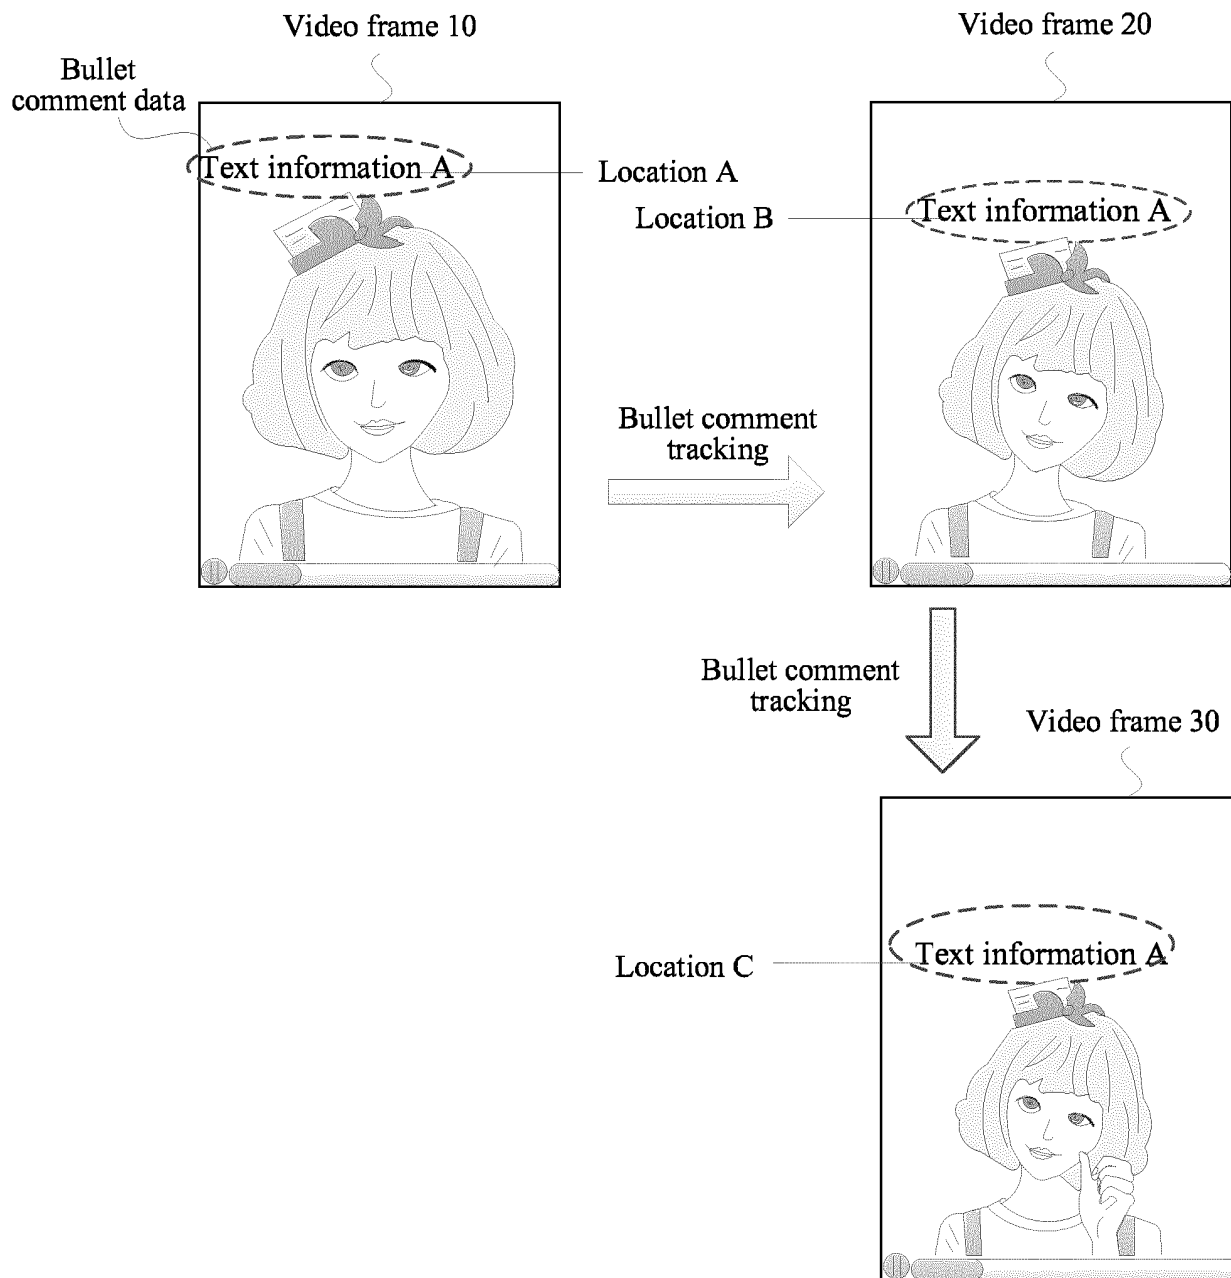 Video frame 10
Video frame 20
Bullet
comment data
Text information A
Location A
Location B
Text information A
Bullet comment
tracking
Bullet comment
tracking
Video frame 30
Text information A
Location C